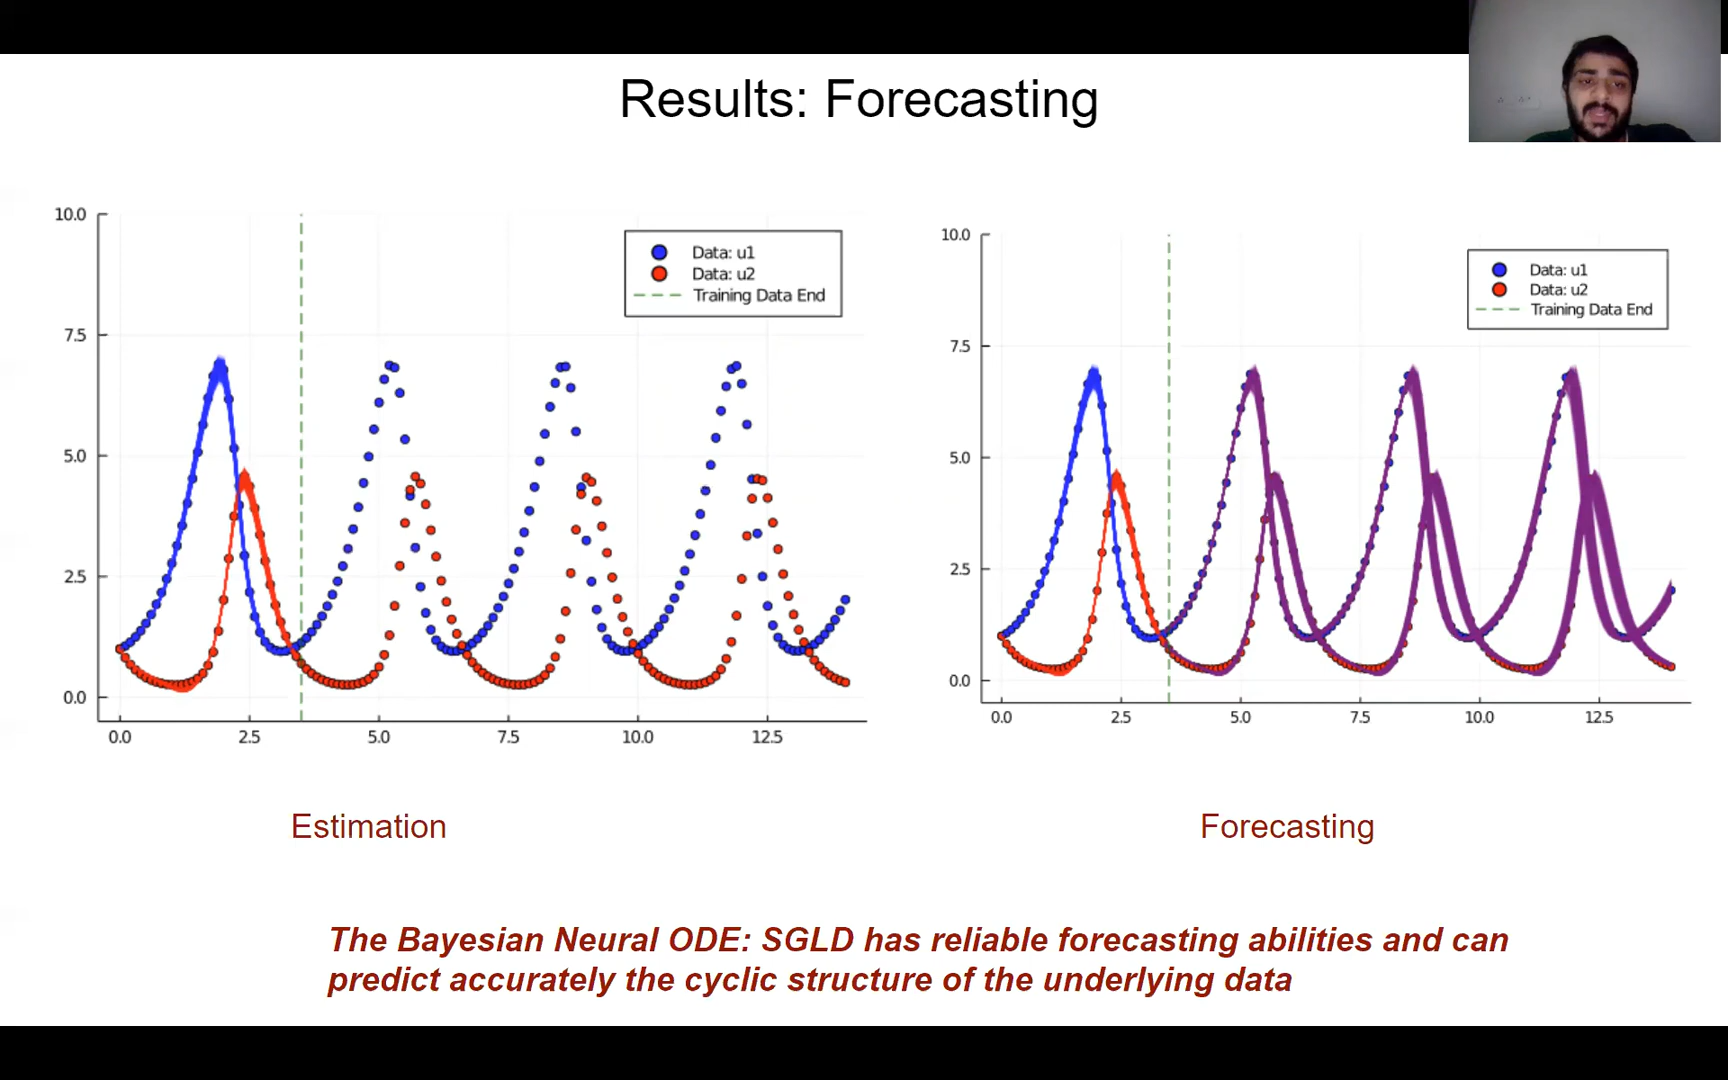 Results: Forecasting
10.0
7.5
5.0
2.5
0.0
0.0 2.5 5.0 7.5 10.0 12.5
Data: u1
Data: u2
Training Data End
Estimation
10.0
7.5
5.0
2.5
0.0
0.0 2.5 5.0 7.5 10.0 12.5
Data: u1
Data: u2
Training Data End
Forecasting
The Bayesian Neural ODE: SGLD has reliable forecasting abilities and can
predict accurately the cyclic structure of the underlying data